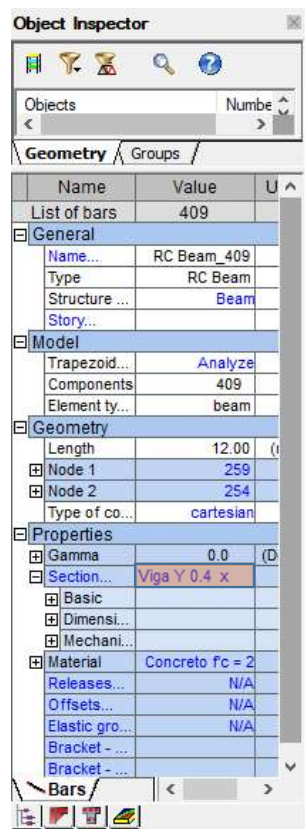 Object Inspector
Objects Numbe
Geometry Groups
Name Value U
List of bars 409
General
Name... RC Beam_409
Type RC Beam
Structure ... Beam
Story...
Model
Trapezoid... Analyze
Components 409
Element ty... beam
Geometry
Length 12.00 (
Node 1 259
Node 2 254
Type of co... cartesian
Properties
Gamma 0.0 (D
Section... Viga Y 0.4 x
Basic
Dimensi...
Mechani...
Material Concreto f'c = 2
Releases... N/A
Offsets... N/A
Elastic gro... N/A
Bracket - ...
Bracket - ...
Bars